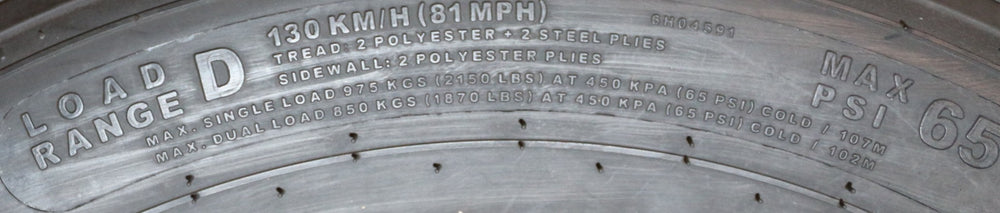 LOAD
RANGE
D
130 KM/H (81 MPH)
TREAD: 2 POLYESTER + 2 STEEL PLIES
SIDEWALL: 2 POLYESTER PLIES
MAX. SINGLE LOAD 975 KGS (2150 LBS) AT 450 KPA (65 PSI) COLD / 107M
MAX. DUAL LOAD 850 KGS (1870 LBS) AT 450 KPA (65 PSI) COLD / 102M
6H04591
MAX
PSI
65